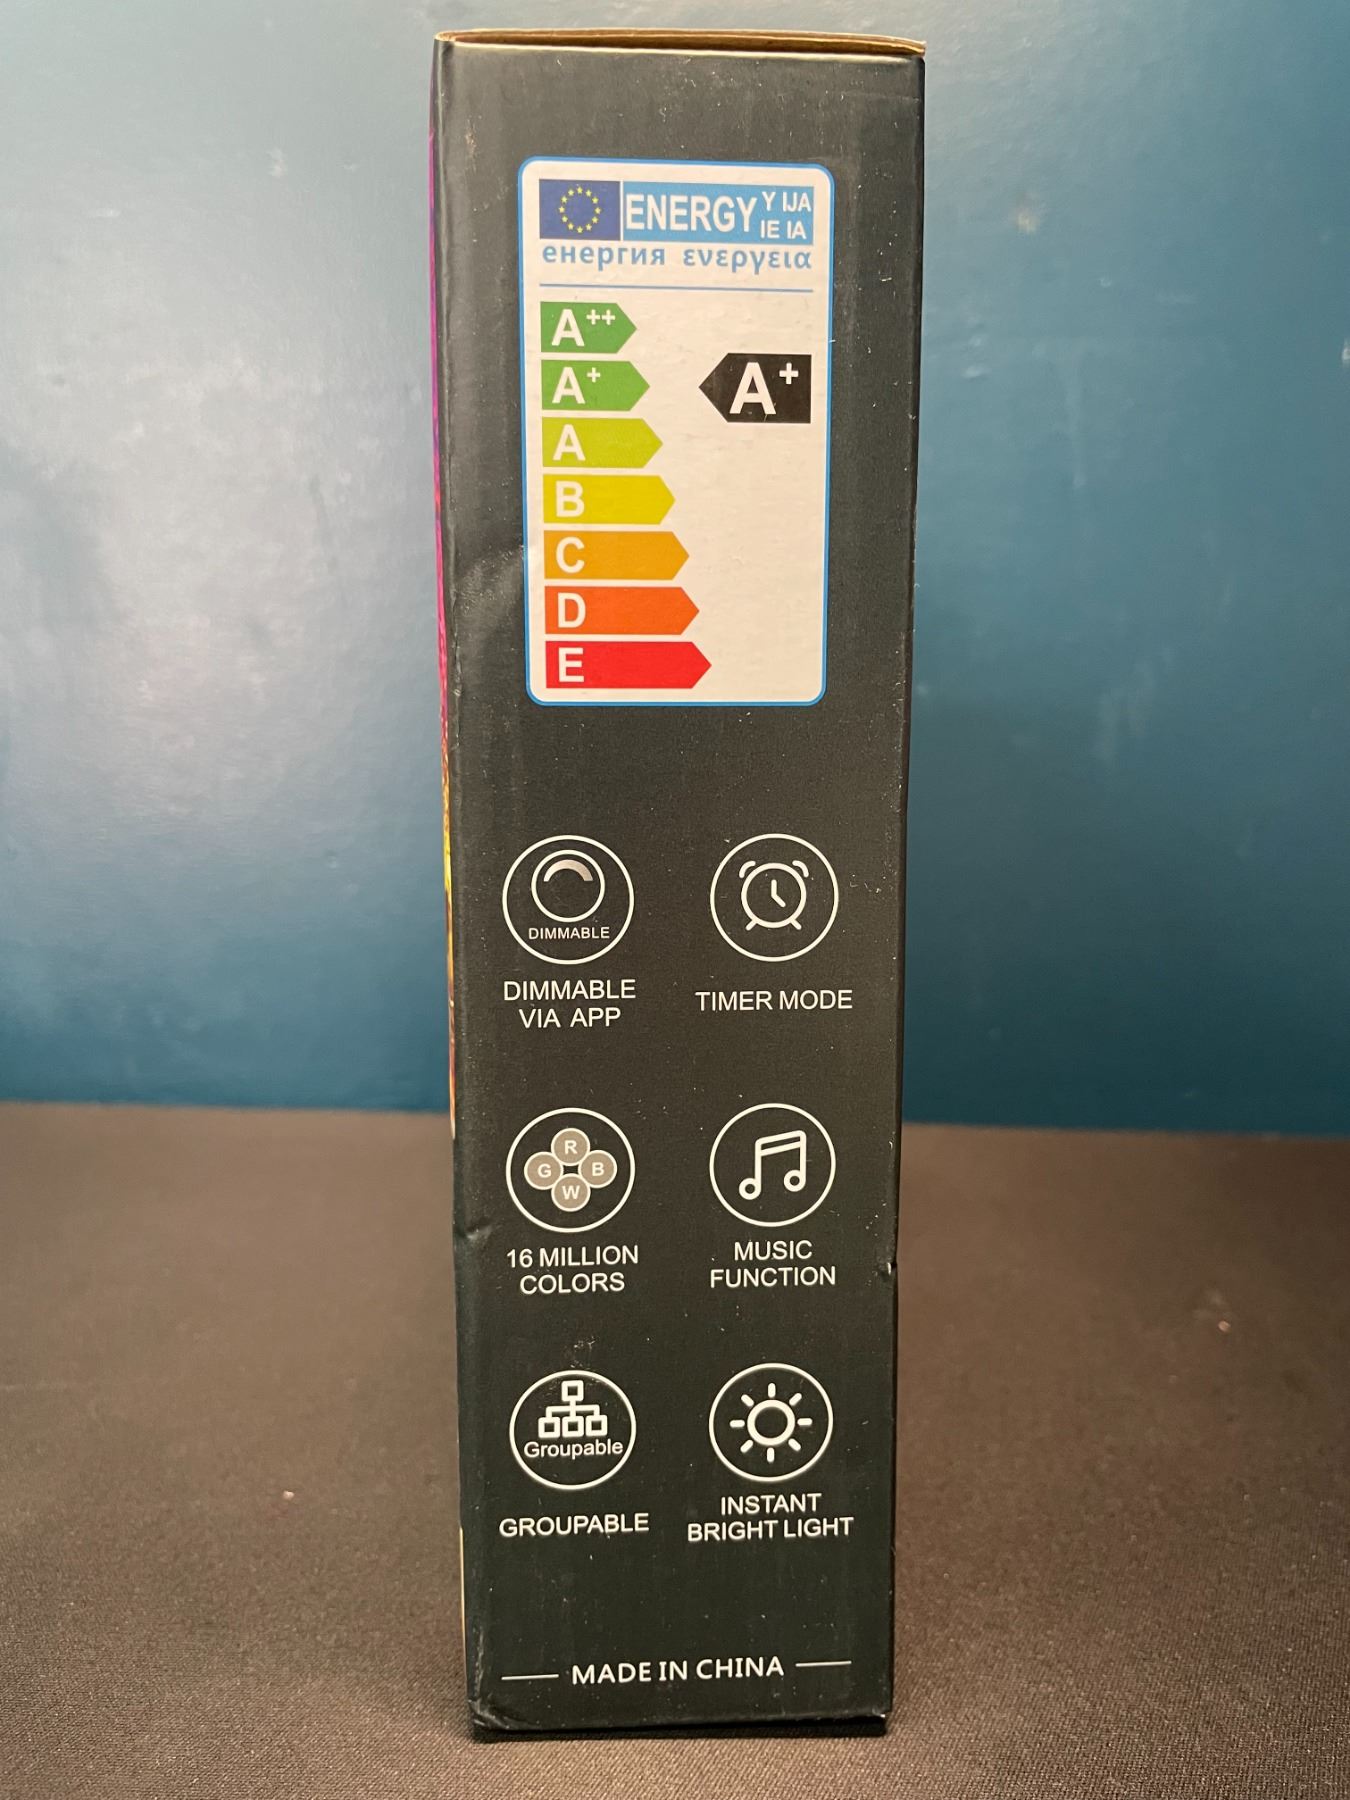 ENERGY Y IJA
IE IA
енергия ενεργεια
A++
A+
A+
A
B
C
D
E
DIMMABLE
DIMMABLE
VIA APP
TIMER MODE
R
G B
W
16 MILLION
COLORS
MUSIC
FUNCTION
Groupable
GROUPABLE
INSTANT
BRIGHT LIGHT
MADE IN CHINA